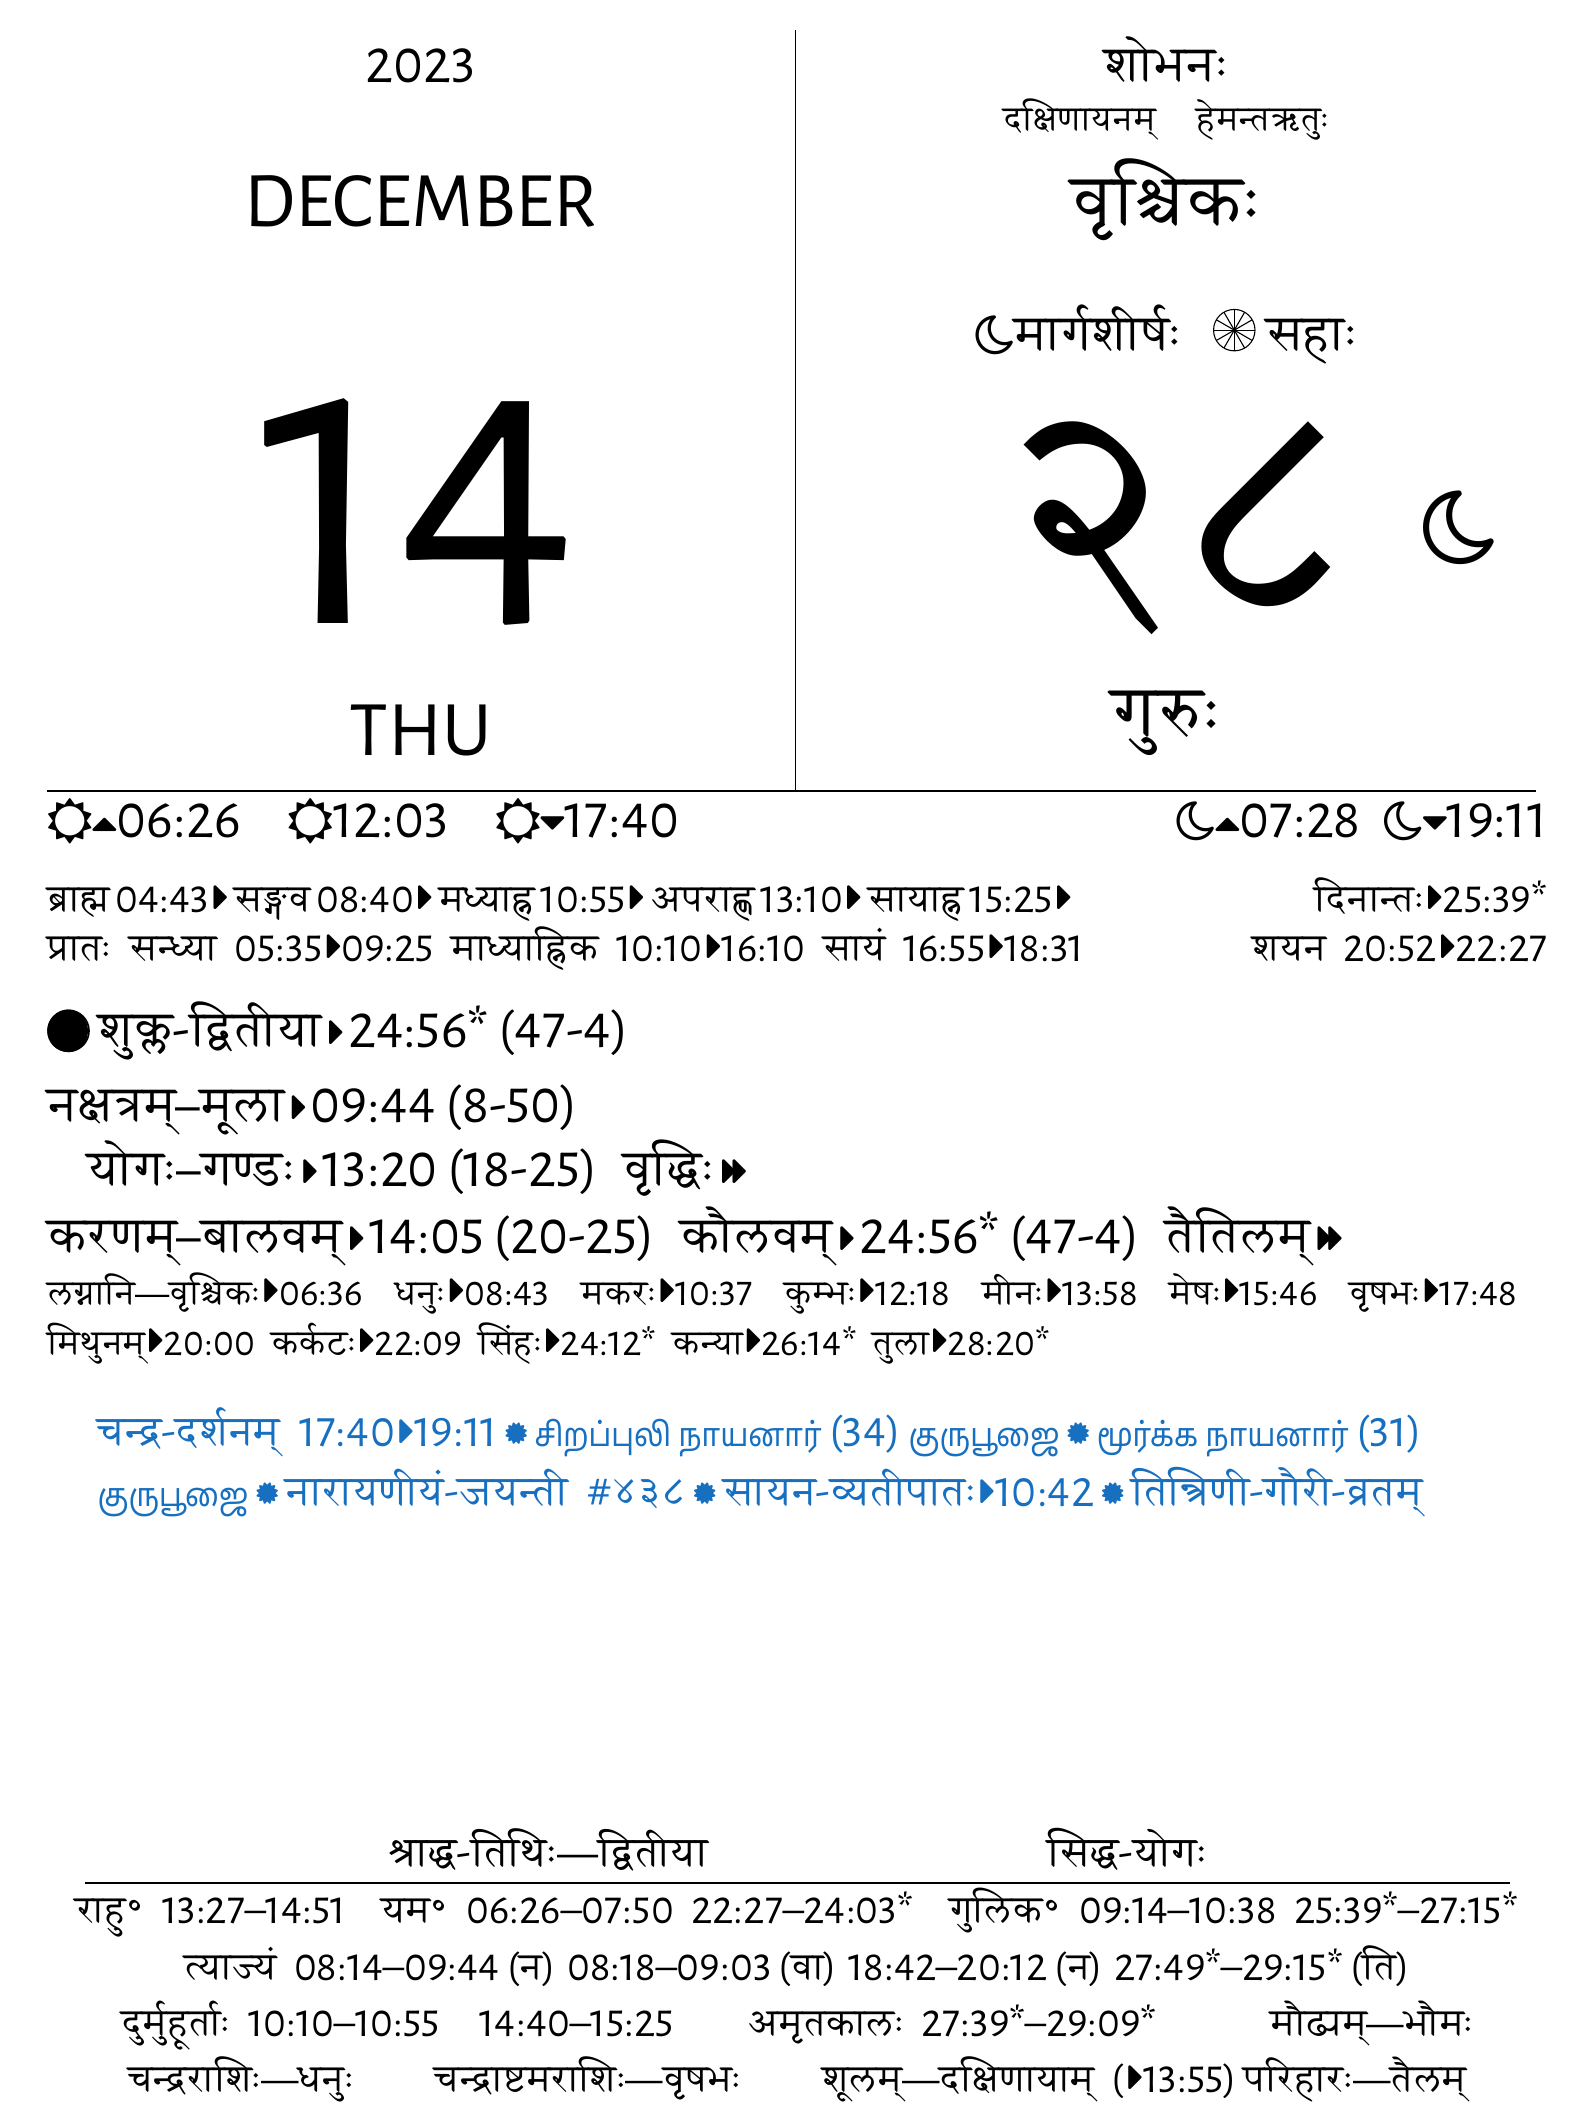 2023
DECEMBER
14
THU
शोभनः
दक्षिणायनम् हेमन्तऋतुः
वृश्चिकः
मार्गशीर्षः सहाः
२८
गुरुः
06:26 12:03 17:40 07:28 19:11
ब्राह्म 04:43 सङ्गव 08:40 मध्याह्न 10:55 अपराह्ण 13:10 सायाह्न 15:25 दिनान्तः 25:39*
प्रातः सन्ध्या 05:35 09:25 माध्याह्निक 10:10 16:10 सायं 16:55 18:31 शयन 20:52 22:27
शुक्ल-द्वितीया 24:56* (47-4)
नक्षत्रम्–मूला 09:44 (8-50)
योगः–गण्डः 13:20 (18-25) वृद्धिः
करणम्–बालवम् 14:05 (20-25) कौलवम् 24:56* (47-4) तैतिलम्
लग्नानि—वृश्चिकः 06:36 धनुः 08:43 मकरः 10:37 कुम्भः 12:18 मीनः 13:58 मेषः 15:46 वृषभः 17:48
मिथुनम् 20:00 कर्कटः 22:09 सिंहः 24:12* कन्या 26:14* तुला 28:20*
चन्द्र-दर्शनम् 17:40 19:11 சிறப்புலி நாயனார் (34) குருபூஜை மூர்க்க நாயனார் (31)
குருபூஜை नारायणीयं-जयन्ती #४३८ सायन-व्यतीपातः 10:42 तिन्त्रिणी-गौरी-व्रतम्
श्राद्ध-तिथिः—द्वितीया सिद्ध-योगः
राहु° 13:27–14:51 यम° 06:26–07:50 22:27–24:03* गुलिक° 09:14–10:38 25:39*–27:15*
त्याज्यं 08:14–09:44 (न) 08:18–09:03 (वा) 18:42–20:12 (न) 27:49*–29:15* (ति)
दुर्मुहूर्ताः 10:10–10:55 14:40–15:25 अमृतकालः 27:39*–29:09* मौढ्यम्—भौमः
चन्द्रराशिः—धनुः चन्द्राष्टमराशिः—वृषभः शूलम्—दक्षिणायाम् (13:55) परिहारः—तैलम्